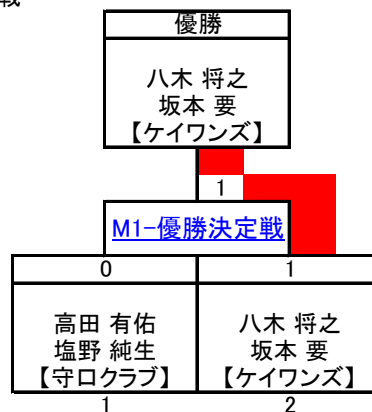 戦
優勝
八木 将之
坂本 要
【ケイワンズ】
1
M1-優勝決定戦
0 1
高田 有佑 八木 将之
塩野 純生 坂本 要
【守口クラブ】 【ケイワンズ】
1 2